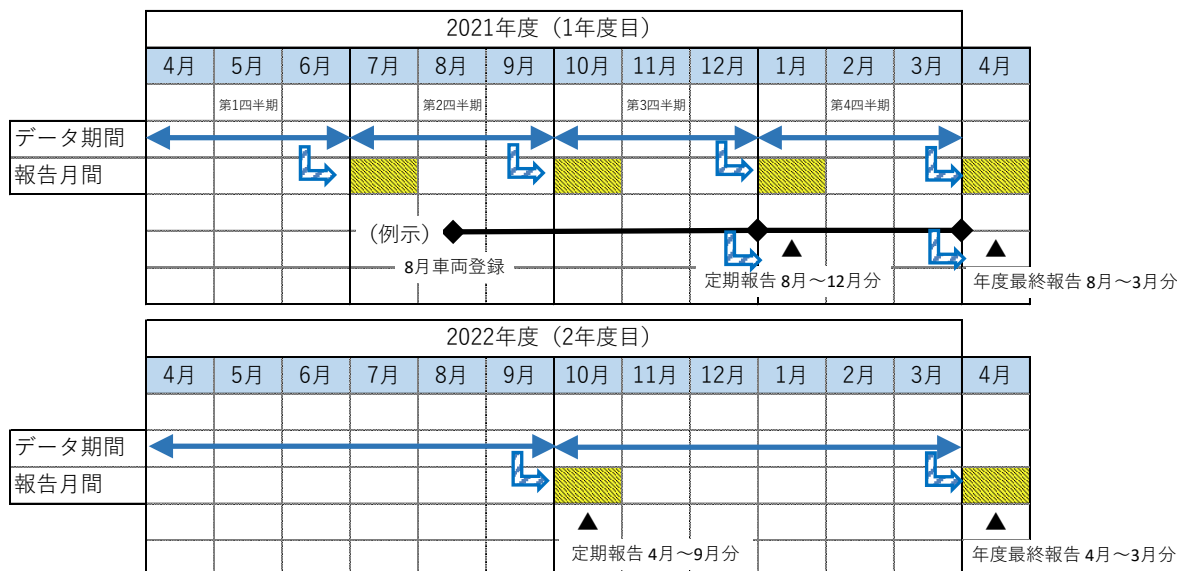 2021年度（1年度目）
4月 5月 6月 7月 8月 9月 10月 11月 12月 1月 2月 3月 4月
第1四半期 第2四半期 第3四半期 第4四半期
データ期間
報告月間
（例示）
8月車両登録
定期報告 8月～12月分
年度最終報告 8月～3月分
2022年度（2年度目）
4月 5月 6月 7月 8月 9月 10月 11月 12月 1月 2月 3月 4月
データ期間
報告月間
定期報告 4月～9月分
年度最終報告 4月～3月分